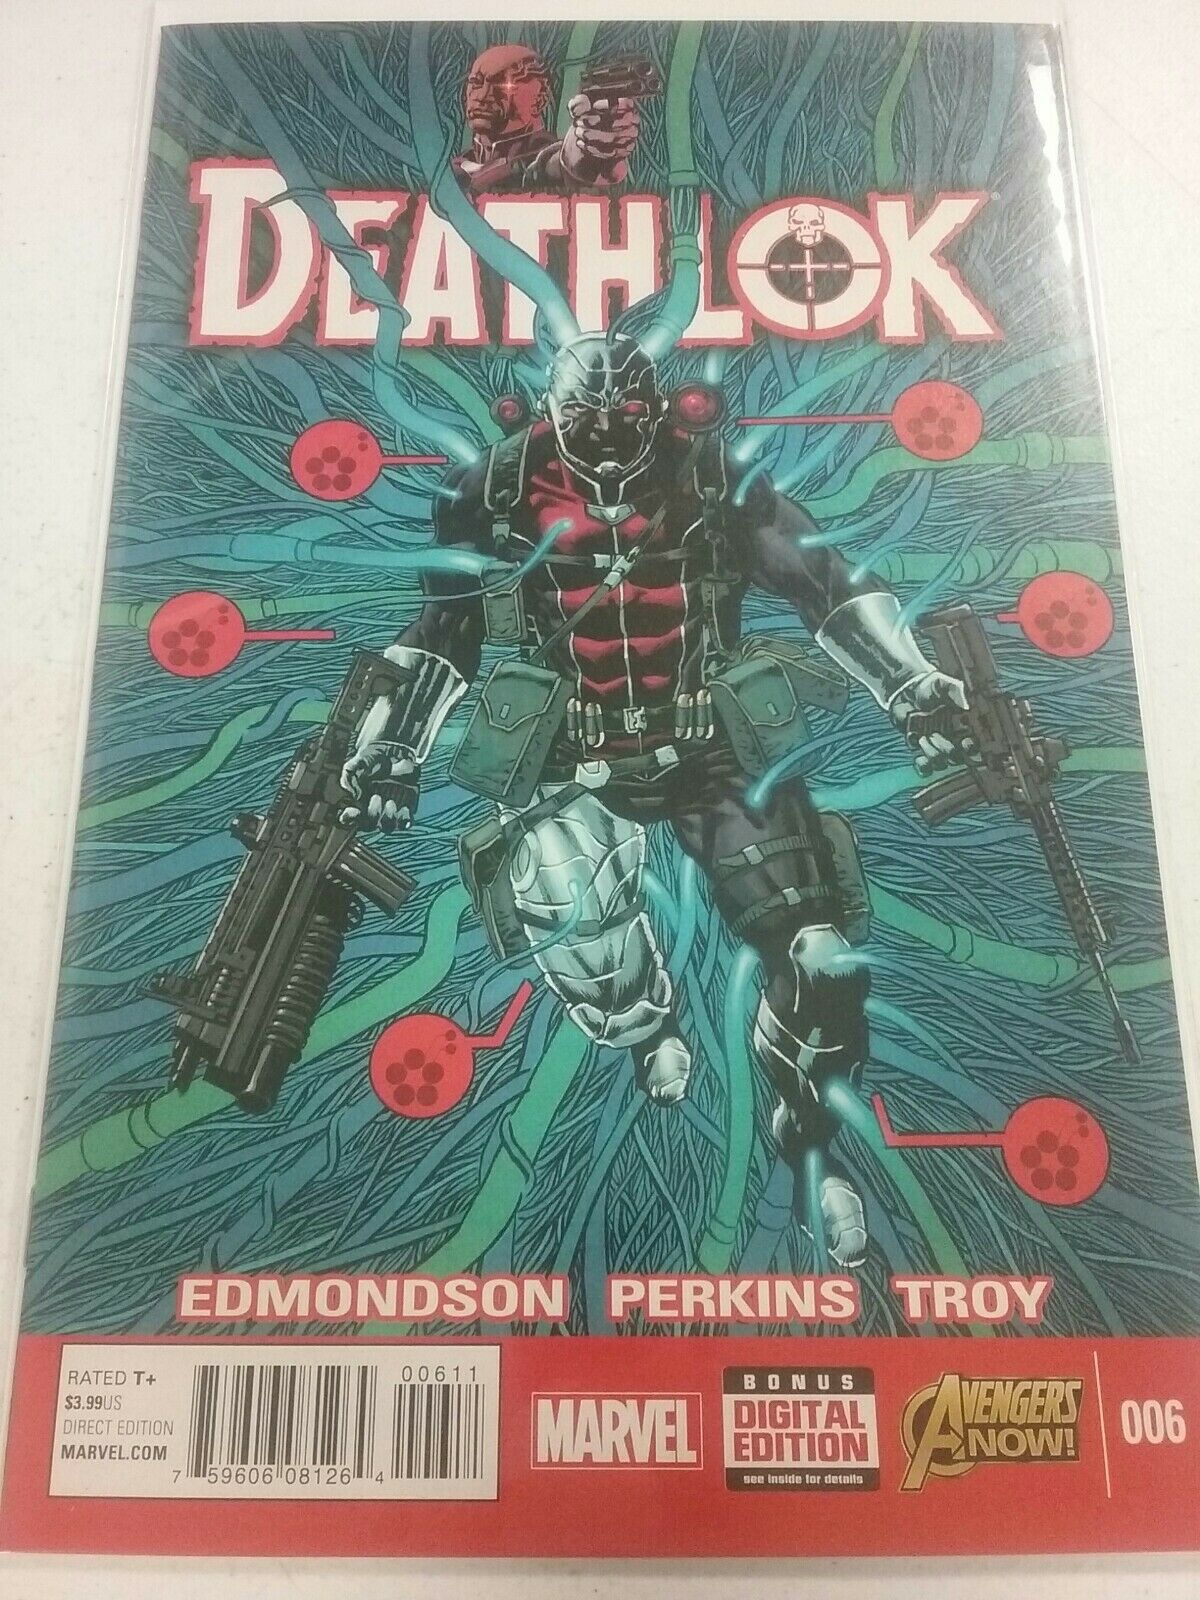 DEATHLOK®
EDMONDSON PERKINS TROY
RATED T+
$3.99US
DIRECT EDITION
MARVEL.COM
00611
7 59606 08126 4
MARVEL
BONUS
DIGITAL
EDITION
see inside for details
AVENGERS
NOW!
006